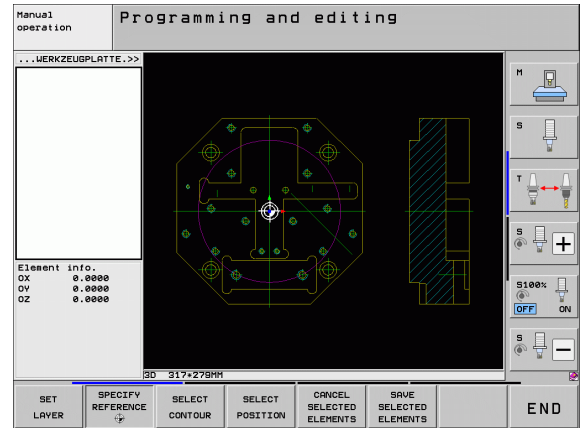 Manual
operation
Programming and editing
...WERKZEUGPLATTE.>>
Element info.
OX 0.0000
OY 0.0000
OZ 0.0000
3D 317*279MM
M
S
T
S
S100%
OFF ON
S
SET
LAYER
SPECIFY
REFERENCE
SELECT
CONTOUR
SELECT
POSITION
CANCEL
SELECTED
ELEMENTS
SAVE
SELECTED
ELEMENTS
END